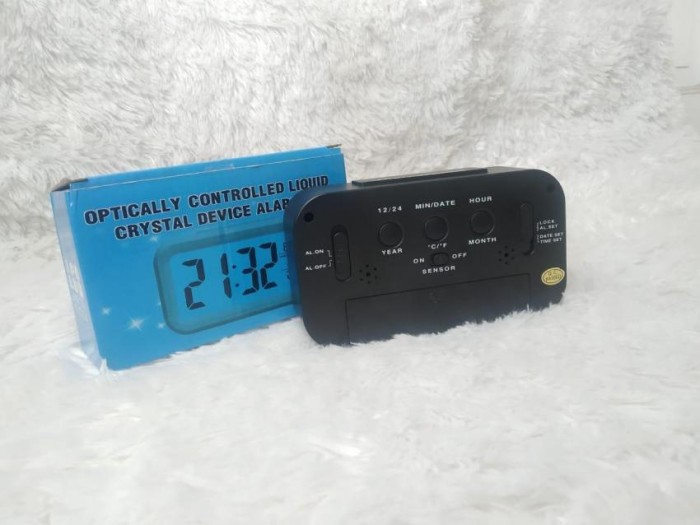 OPTICALLY CONTROLLED LIQUID
CRYSTAL DEVICE
21:32
12/24 MIN/DATE HOUR
YEAR °C/°F MONTH
ON OFF
SENSOR
AL.ON
AL.OFF
LOCK
AL.SET
DATE SET
TIME SET